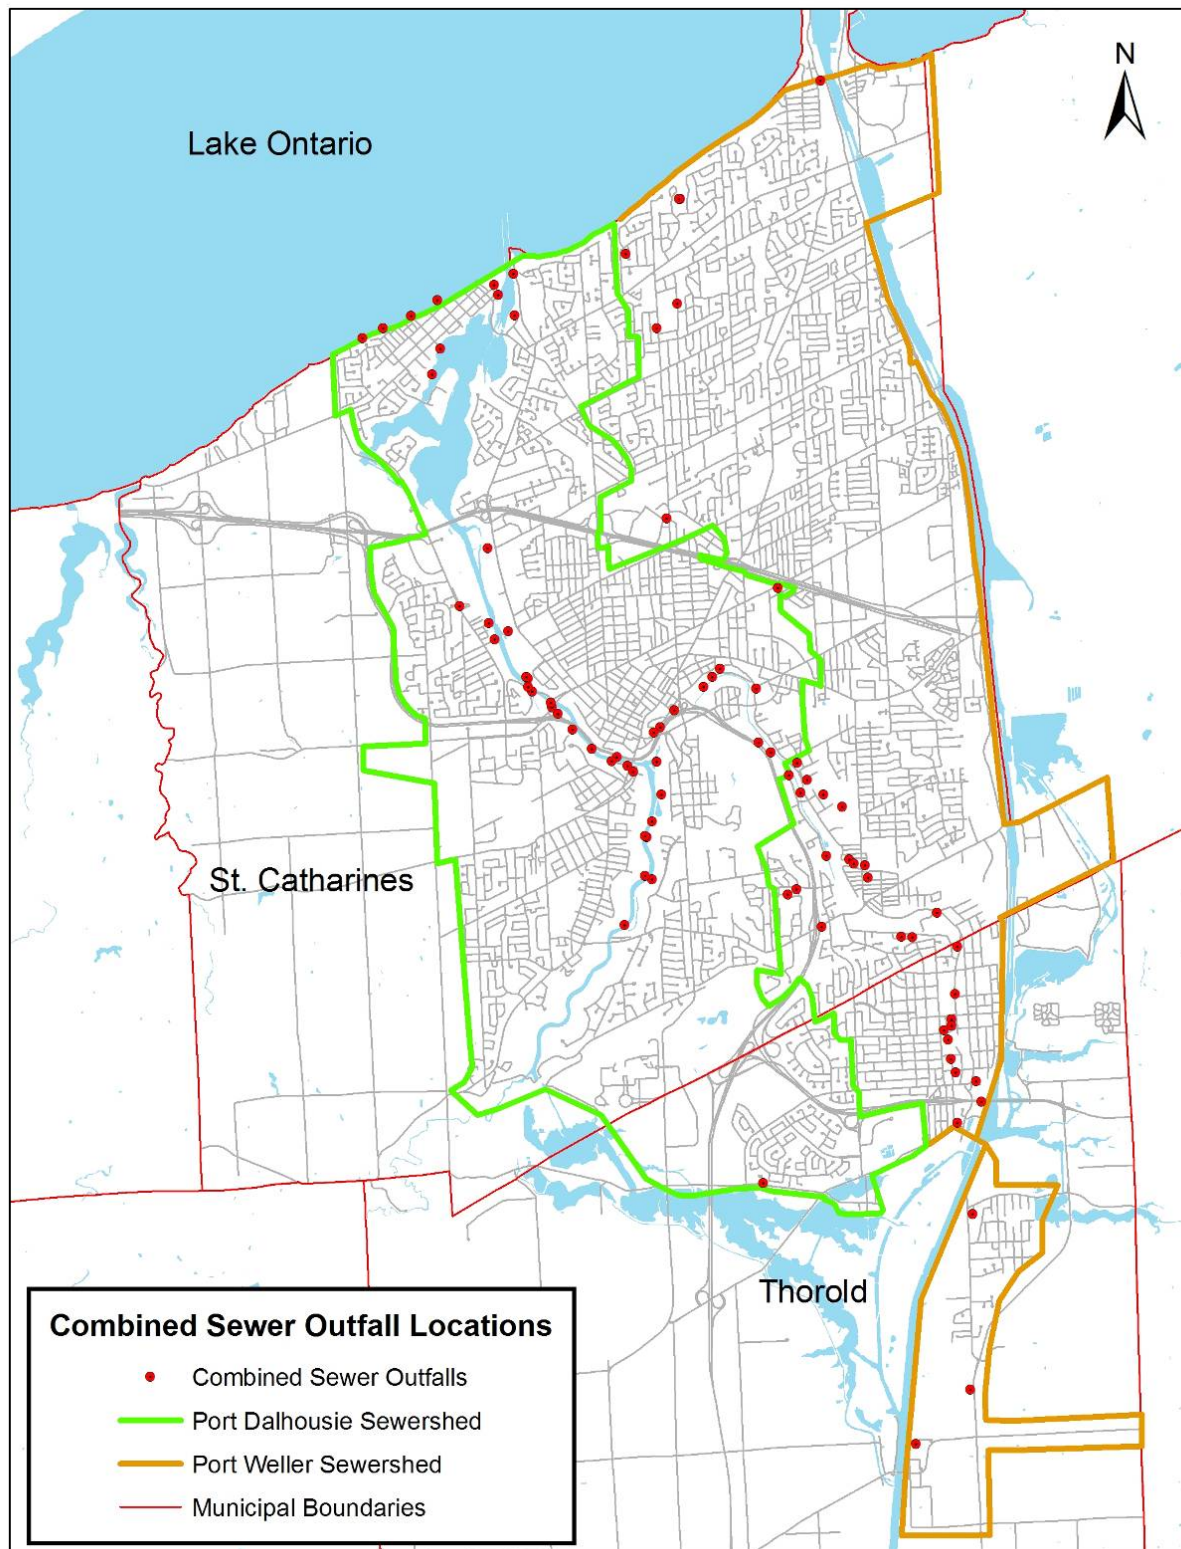 N
Lake Ontario
St. Catharines
Thorold
Combined Sewer Outfall Locations
Combined Sewer Outfalls
Port Dalhousie Sewershed
Port Weller Sewershed
Municipal Boundaries